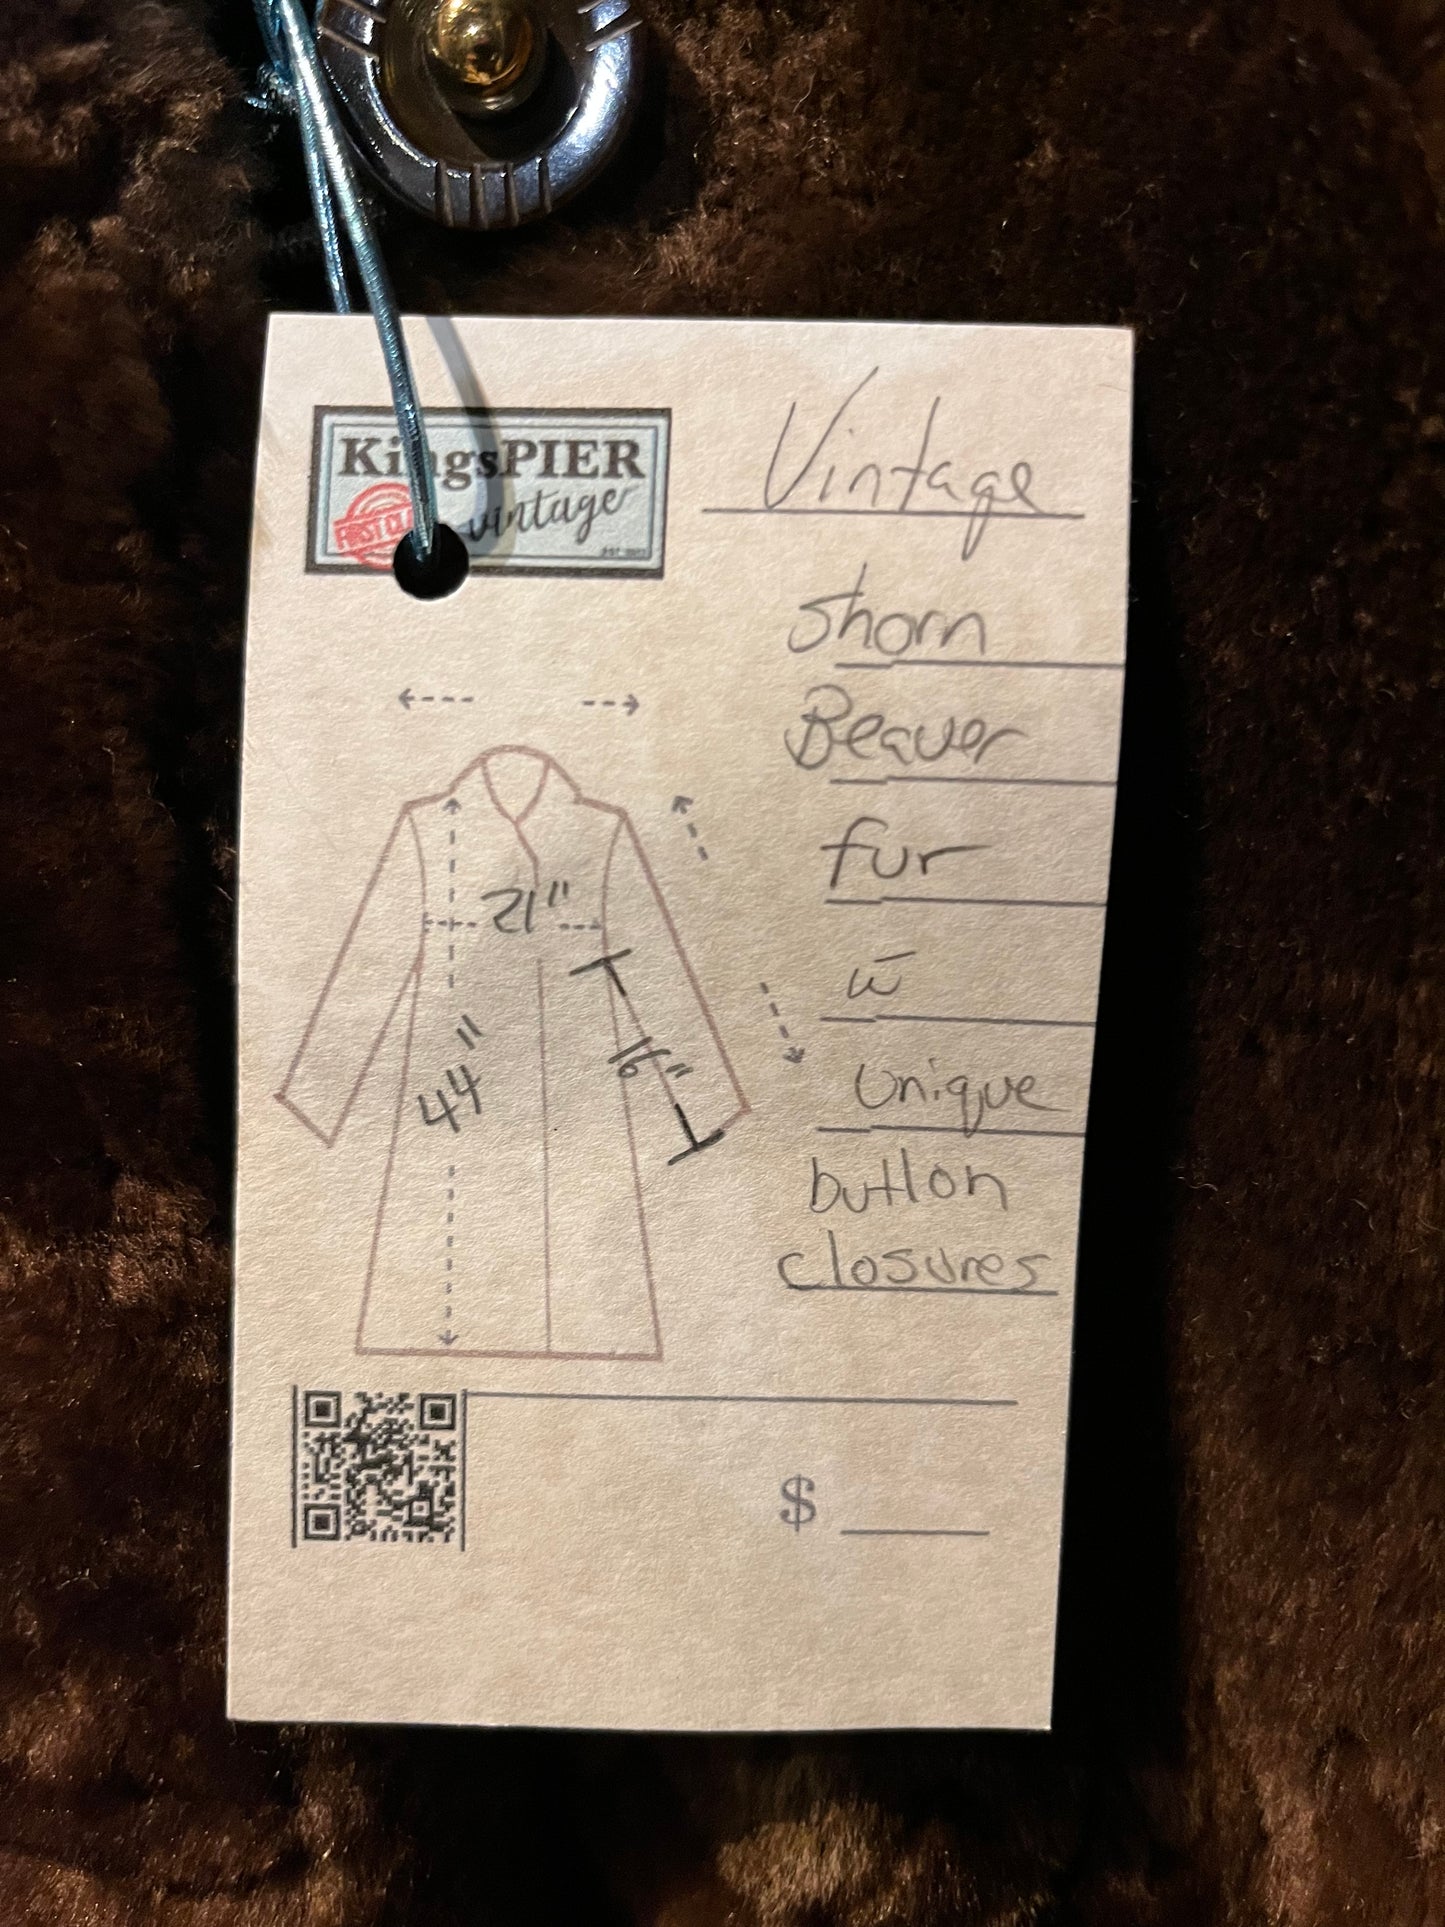 KingsPIER
vintage
Vintage
Shorn
Beaver
fur
w̄
Unique
button
closures
21"
16"
44"
$